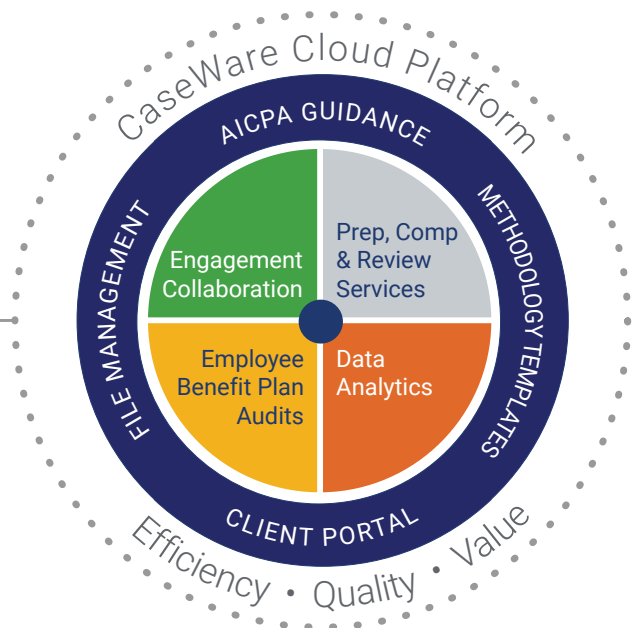 CaseWare Cloud Platform
AICPA GUIDANCE
FILE MANAGEMENT
METHODOLOGY TEMPLATES
Engagement
Collaboration
Prep, Comp
& Review
Services
Employee
Benefit Plan
Audits
Data
Analytics
CLIENT PORTAL
Efficiency • Quality • Value